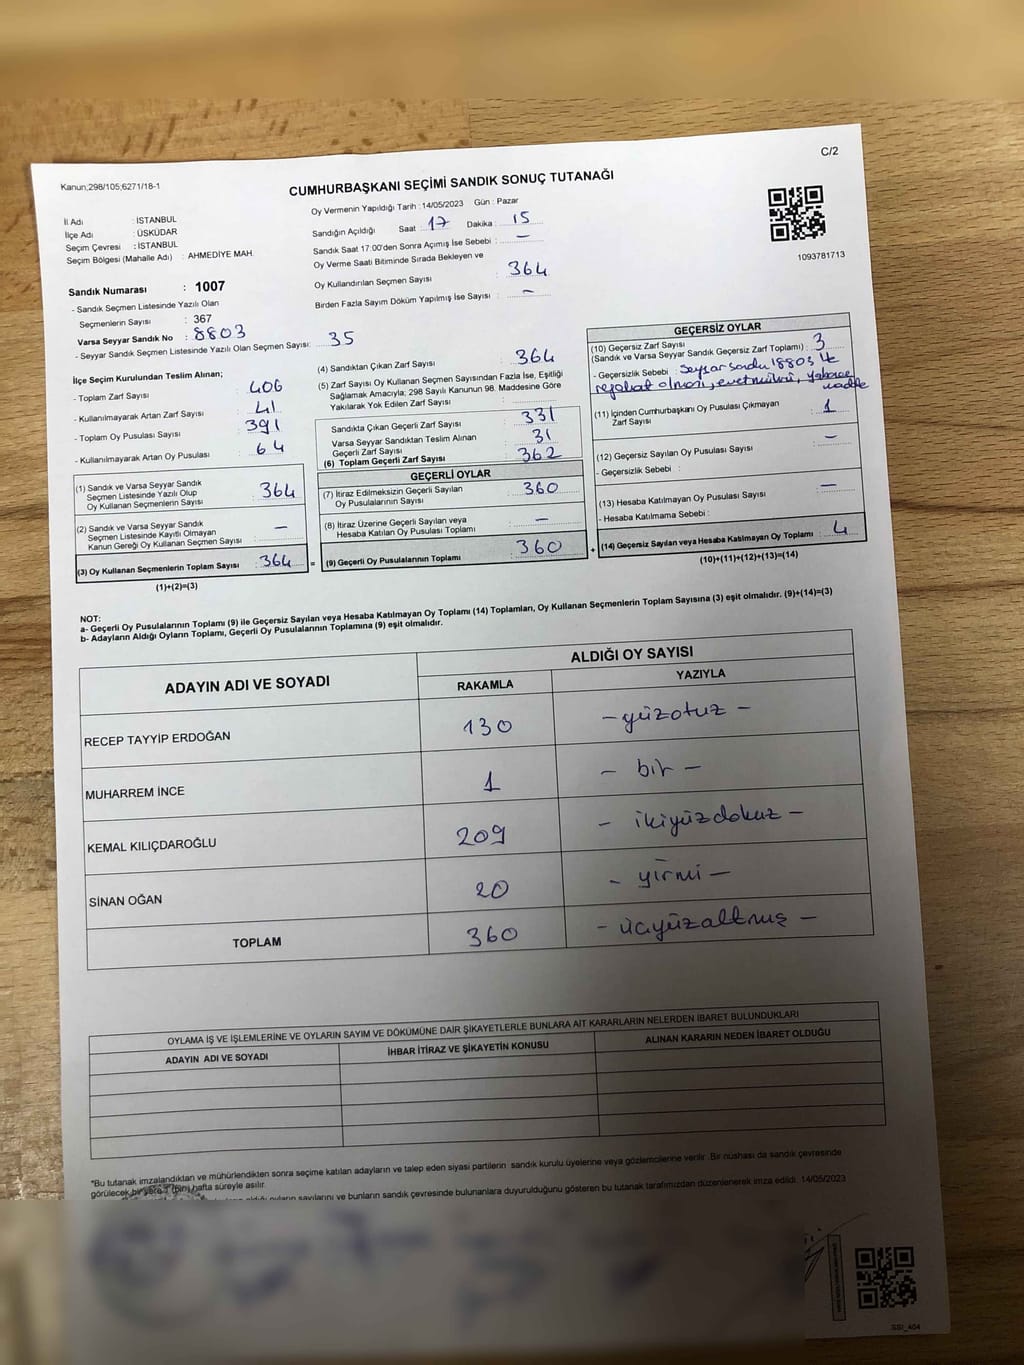 Kanun,298/105;6271/18-1
C/2
CUMHURBAŞKANI SEÇİMİ SANDIK SONUÇ TUTANAĞI
İl Adı : İSTANBUL
İlçe Adı : ÜSKÜDAR
Seçim Çevresi : İSTANBUL
Seçim Bölgesi (Mahalle Adı) : AHMEDİYE MAH.
Oy Vermenin Yapıldığı Tarih : 14/05/2023 Gün : Pazar
Sandığın Açıldığı Saat : 17 Dakika : 15
Sandık Saat 17:00'den Sonra Açımış İse Sebebi : –
Oy Verme Saati Bitiminde Sırada Bekleyen ve
Oy Kullandırılan Seçmen Sayısı : 364
Birden Fazla Sayım Döküm Yapılmış İse Sayısı : –
1093781713
Sandık Numarası : 1007
- Sandık Seçmen Listesinde Yazılı Olan
Seçmenlerin Sayısı : 367
Varsa Seyyar Sandık No : 8803
- Seyyar Sandık Seçmen Listesinde Yazılı Olan Seçmen Sayısı: 35
İlçe Seçim Kurulundan Teslim Alınan;
- Toplam Zarf Sayısı : 406
- Kullanılmayarak Artan Zarf Sayısı : 41
- Toplam Oy Pusulası Sayısı : 391
- Kullanılmayarak Artan Oy Pusulası : 64
(1) Sandık ve Varsa Seyyar Sandık
Seçmen Listesinde Yazılı Olup
Oy Kullanan Seçmenlerin Sayısı : 364
(2) Sandık ve Varsa Seyyar Sandık
Seçmen Listesinde Kayıtlı Olmayan
Kanun Gereği Oy Kullanan Seçmen Sayısı : –
(3) Oy Kullanan Seçmenlerin Toplam Sayısı : 364 =
(1)+(2)=(3)
(4) Sandıktan Çıkan Zarf Sayısı : 364
(5) Zarf Sayısı Oy Kullanan Seçmen Sayısından Fazla İse, Eşitliği
Sağlamak Amacıyla; 298 Sayılı Kanunun 98. Maddesine Göre
Yakılarak Yok Edilen Zarf Sayısı :
Sandıkta Çıkan Geçerli Zarf Sayısı : 331
Varsa Seyyar Sandıktan Teslim Alınan
Geçerli Zarf Sayısı : 31
(6) Toplam Geçerli Zarf Sayısı : 362
GEÇERLİ OYLAR
(7) İtiraz Edilmeksizin Geçerli Sayılan
Oy Pusulalarının Sayısı : 360
(8) İtiraz Üzerine Geçerli Sayılan veya
Hesaba Katılan Oy Pusulası Toplamı : –
(9) Geçerli Oy Pusulalarının Toplamı : 360 +
GEÇERSİZ OYLAR
(10) Geçersiz Zarf Sayısı
(Sandık ve Varsa Seyyar Sandık Geçersiz Zarf Toplamı) : 3
- Geçersizlik Sebebi : Seyyar
olması, evet mührü, yabancı madde
(11) İçinden Cumhurbaşkanı Oy Pusulası Çıkmayan
Zarf Sayısı : 1
(12) Geçersiz Sayılan Oy Pusulası Sayısı : –
- Geçersizlik Sebebi :
(13) Hesaba Katılmayan Oy Pusulası Sayısı : –
- Hesaba Katılmama Sebebi :
(14) Geçersiz Sayılan veya Hesaba Katılmayan Oy Toplamı : 4
(10)+(11)+(12)+(13)=(14)
NOT:
a- Geçerli Oy Pusulalarının Toplamı (9) ile Geçersiz Sayılan veya Hesaba Katılmayan Oy Toplamı (14) Toplamları, Oy Kullanan Seçmenlerin Toplam Sayısına (3) eşit olmalıdır. (9)+(14)=(3)
b- Adayların Aldığı Oyların Toplamı, Geçerli Oy Pusulalarının Toplamına (9) eşit olmalıdır.
ADAYIN ADI VE SOYADI
ALDIĞI OY SAYISI
RAKAMLA YAZIYLA
RECEP TAYYİP ERDOĞAN 130 – yüzotuz –
MUHARREM İNCE 1 – bir –
KEMAL KILIÇDAROĞLU 209 – ikiyüzdokuz –
SİNAN OĞAN 20 – yirmi –
TOPLAM 360 – üçyüzaltmış –
OYLAMA İŞ VE İŞLEMLERİNE VE OYLARIN SAYIM VE DÖKÜMÜNE DAİR ŞİKAYETLERLE BUNLARA AİT KARARLARIN NELERDEN İBARET BULUNDUKLARI
ADAYIN ADI VE SOYADI İHBAR İTİRAZ VE ŞİKAYETİN KONUSU ALINAN KARARIN NEDEN İBARET OLDUĞU
*Bu tutanak imzalandıktan ve mühürlendikten sonra seçime katılan adayların ve talep eden siyasi partilerin sandık kurulu üyelerine veya gözlemcilerine verilir. Bir nushası da sandık çevresinde
görülecek bir yere 1 (bir) hafta süreyle asılır.
oyların sayılarını ve bunların sandık çevresinde bulunanlara duyurulduğunu gösteren bu tutanak tarafımızdan düzenlenerek imza edildi. 14/05/2023
SSI_404